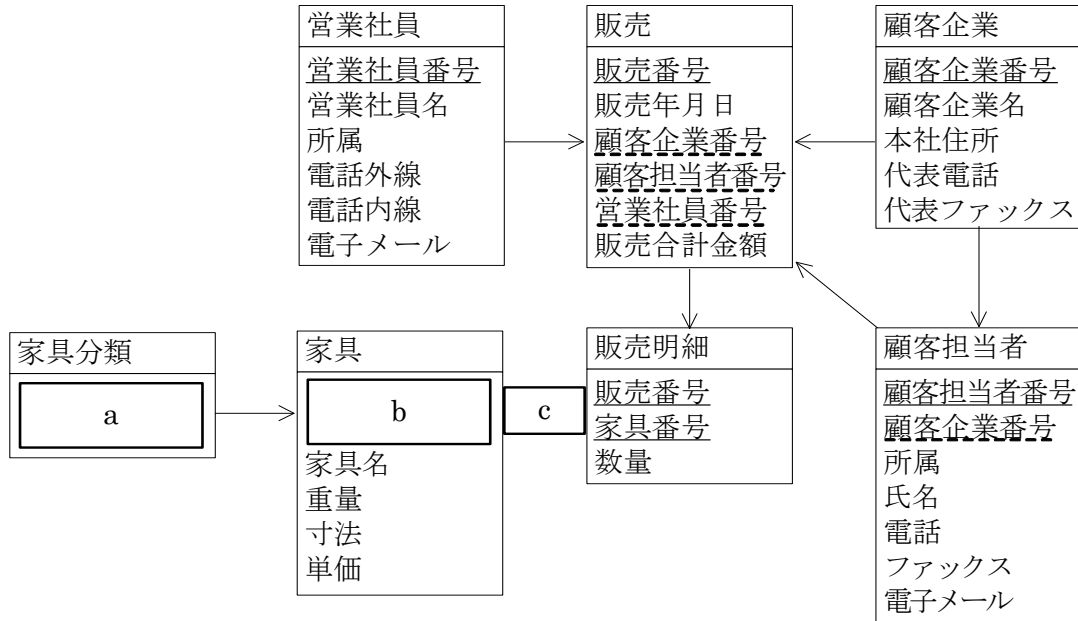 営業社員
営業社員番号
営業社員名
所属
電話外線
電話内線
電子メール
販売
販売番号
販売年月日
顧客企業番号
顧客担当者番号
営業社員番号
販売合計金額
顧客企業
顧客企業番号
顧客企業名
本社住所
代表電話
代表ファックス
家具分類
a
家具
b
家具名
重量
寸法
単価
c
販売明細
販売番号
家具番号
数量
顧客担当者
顧客担当者番号
顧客企業番号
所属
氏名
電話
ファックス
電子メール